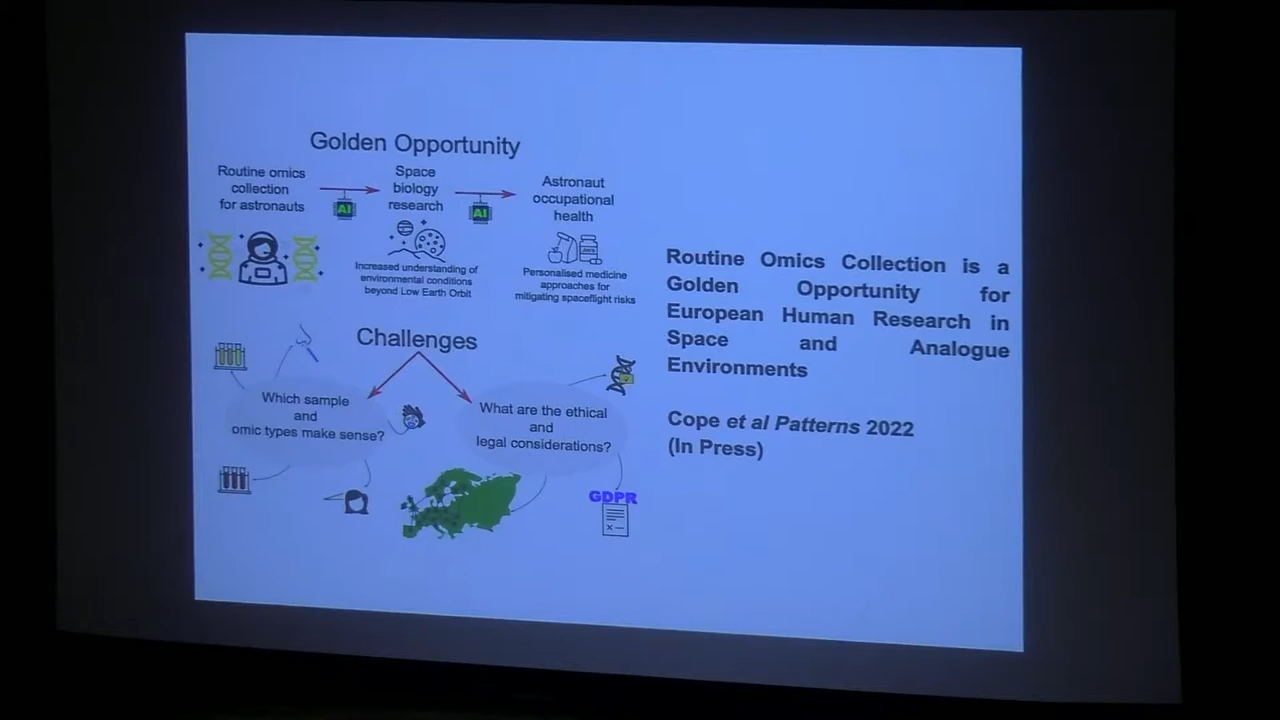 Golden Opportunity
Routine omics
collection
for astronauts
AI
Space
biology
research
AI
Astronaut
occupational
health
Increased understanding of
environmental conditions
beyond Low Earth Orbit
Personalised medicine
approaches for
mitigating spaceflight risks
Challenges
Which sample
and
omic types make sense?
What are the ethical
and
legal considerations?
GDPR
Routine Omics Collection is a
Golden Opportunity for
European Human Research in
Space and Analogue
Environments
Cope et al Patterns 2022
(In Press)